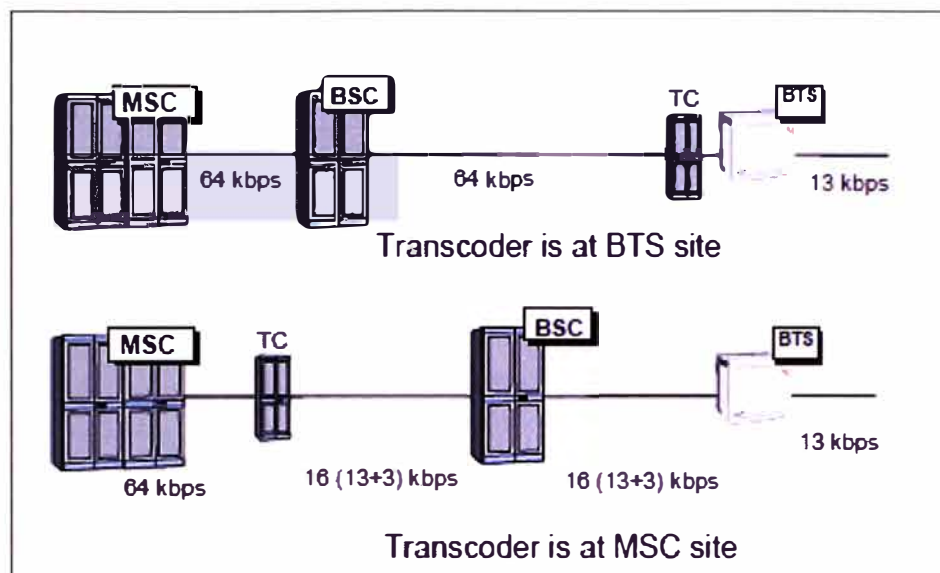 MSC
BSC
TC
BTS
64 kbps
64 kbps
13 kbps
Transcoder is at BTS site
MSC
TC
BSC
BTS
13 kbps
64 kbps
16 (13+3) kbps
16 (13+3) kbps
Transcoder is at MSC site